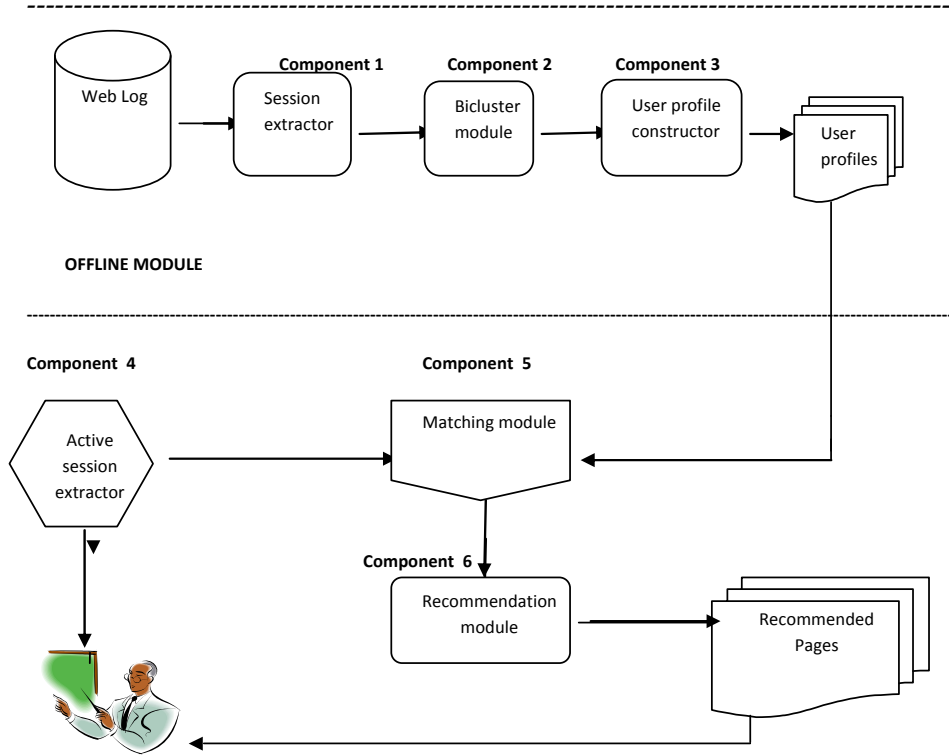 Component 1
Component 2
Component 3
Web Log
Session
extractor
Bicluster
module
User profile
constructor
User
profiles
OFFLINE MODULE
Component 4
Component 5
Active
session
extractor
Matching module
Component 6
Recommendation
module
Recommended
Pages